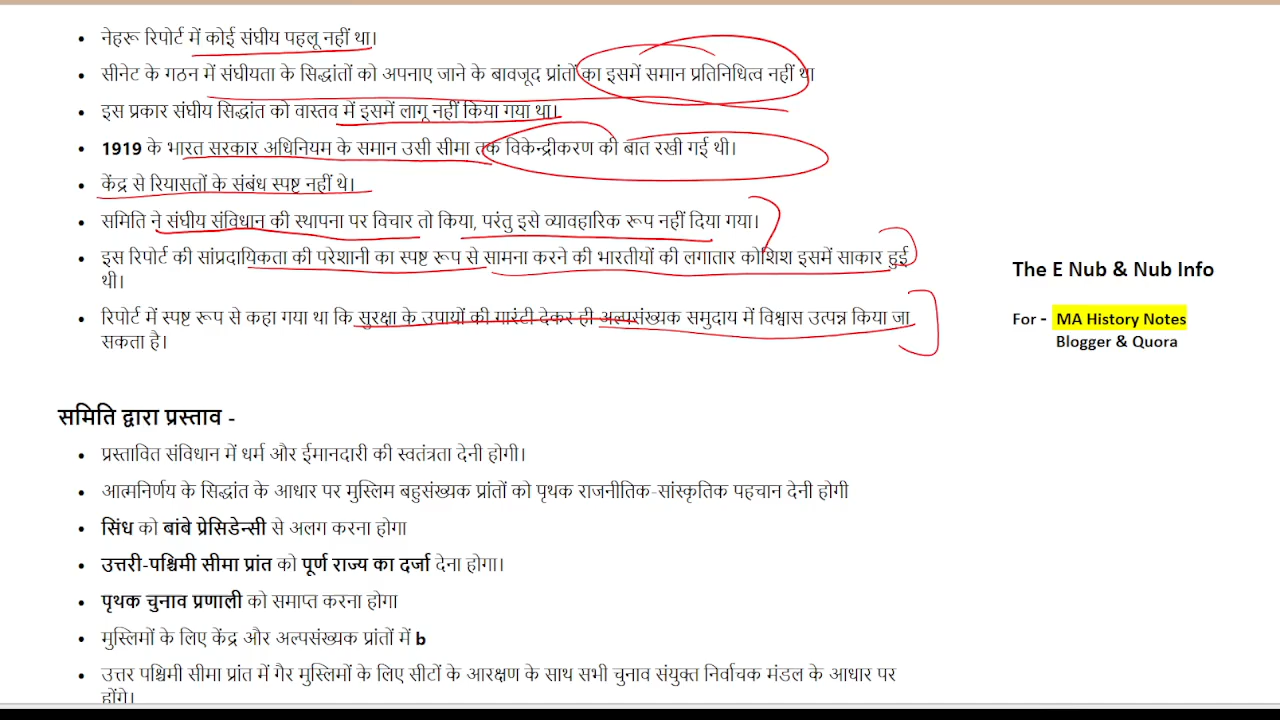 नेहरू रिपोर्ट में कोई संघीय पहलू नहीं था।
सीनेट के गठन में संघीयता के सिद्धांतों को अपनाए जाने के बावजूद प्रांतों का इसमें समान प्रतिनिधित्व नहीं था
इस प्रकार संघीय सिद्धांत को वास्तव में इसमें लागू नहीं किया गया था।
1919 के भारत सरकार अधिनियम के समान उसी सीमा तक विकेन्द्रीकरण की बात रखी गई थी।
केंद्र से रियासतों के संबंध स्पष्ट नहीं थे।
समिति ने संघीय संविधान की स्थापना पर विचार तो किया, परंतु इसे व्यावहारिक रूप नहीं दिया गया।
इस रिपोर्ट की सांप्रदायिकता की परेशानी का स्पष्ट रूप से सामना करने की भारतीयों की लगातार कोशिश इसमें साकार हुई
थी।
रिपोर्ट में स्पष्ट रूप से कहा गया था कि सुरक्षा के उपायों की गारंटी देकर ही अल्पसंख्यक समुदाय में विश्वास उत्पन्न किया जा
सकता है।
The E Nub & Nub Info
For - MA History Notes
Blogger & Quora
समिति द्वारा प्रस्ताव -
प्रस्तावित संविधान में धर्म और ईमानदारी की स्वतंत्रता देनी होगी।
आत्मनिर्णय के सिद्धांत के आधार पर मुस्लिम बहुसंख्यक प्रांतों को पृथक राजनीतिक-सांस्कृतिक पहचान देनी होगी
सिंध को बांबे प्रेसिडेन्सी से अलग करना होगा
उत्तरी-पश्चिमी सीमा प्रांत को पूर्ण राज्य का दर्जा देना होगा।
पृथक चुनाव प्रणाली को समाप्त करना होगा
मुस्लिमों के लिए केंद्र और अल्पसंख्यक प्रांतों में b
उत्तर पश्चिमी सीमा प्रांत में गैर मुस्लिमों के लिए सीटों के आरक्षण के साथ सभी चुनाव संयुक्त निर्वाचक मंडल के आधार पर
होंगे।